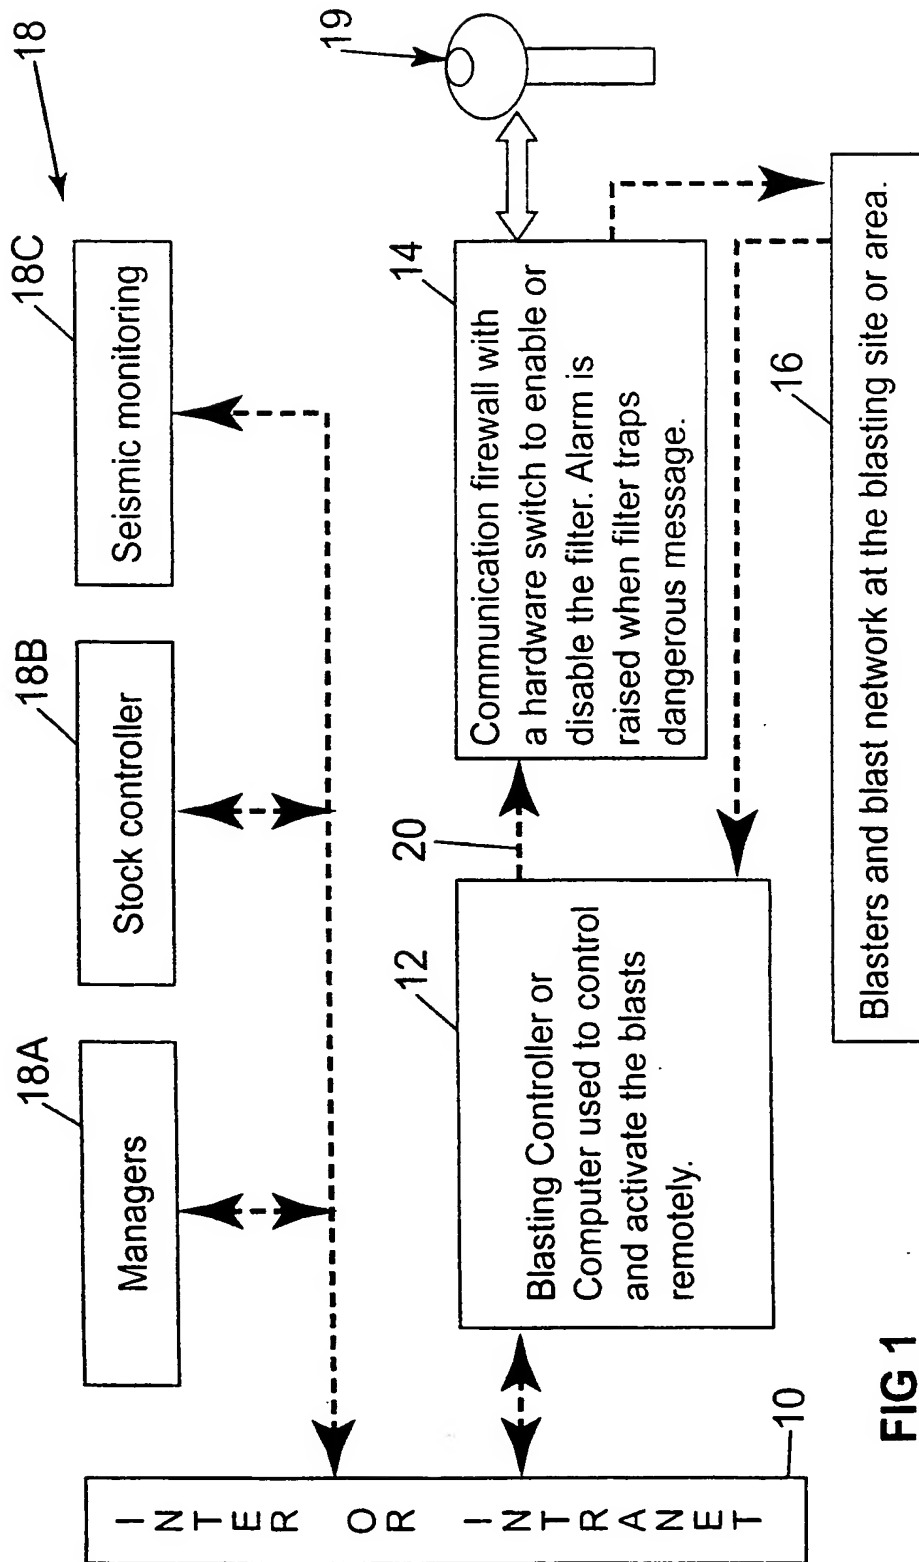 18
18A
18B
18C
Managers
Stock controller
Seismic monitoring
19
12
20
14
Blasting Controller or
Computer used to control
and activate the blasts
remotely.
Communication firewall with
a hardware switch to enable or
disable the filter. Alarm is
raised when filter traps
dangerous message.
16
Blasters and blast network at the blasting site or area.
INTER OR INTRANET
10
FIG 1